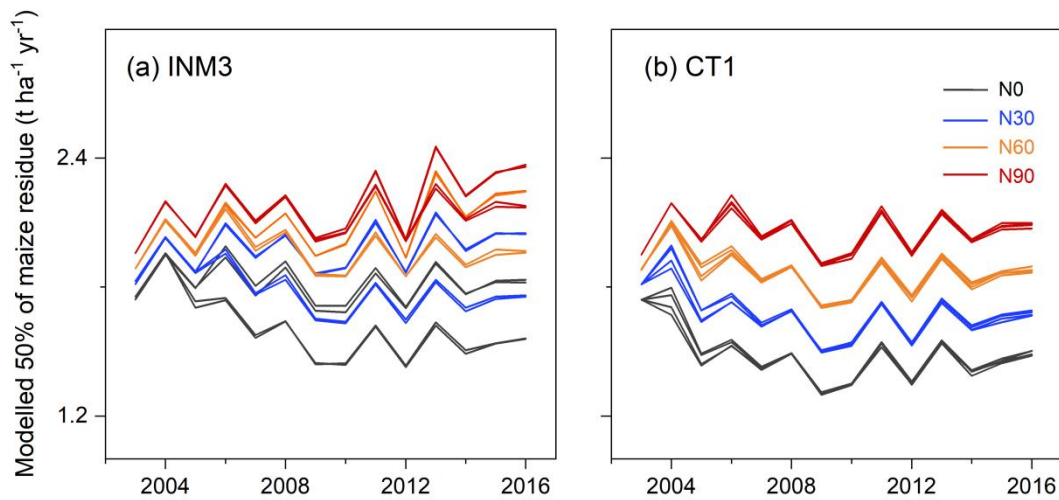 Modelled 50% of maize residue (t ha⁻¹ yr⁻¹)
(a) INM3
(b) CT1
N0
N30
N60
N90
2.4
1.2
2004 2008 2012 2016
2004 2008 2012 2016